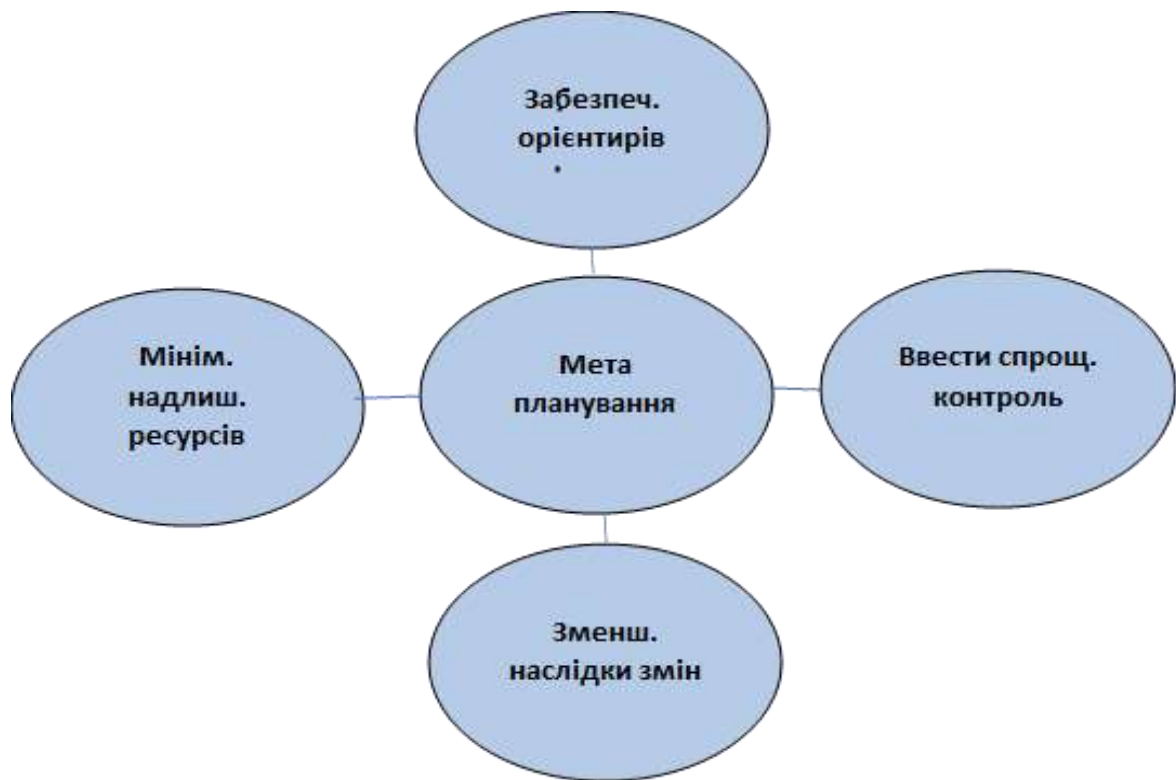 Забезпеч.
орієнтирів
Мінім.
надлиш.
ресурсів
Мета
планування
Ввести спрощ.
контроль
Зменш.
наслідки змін